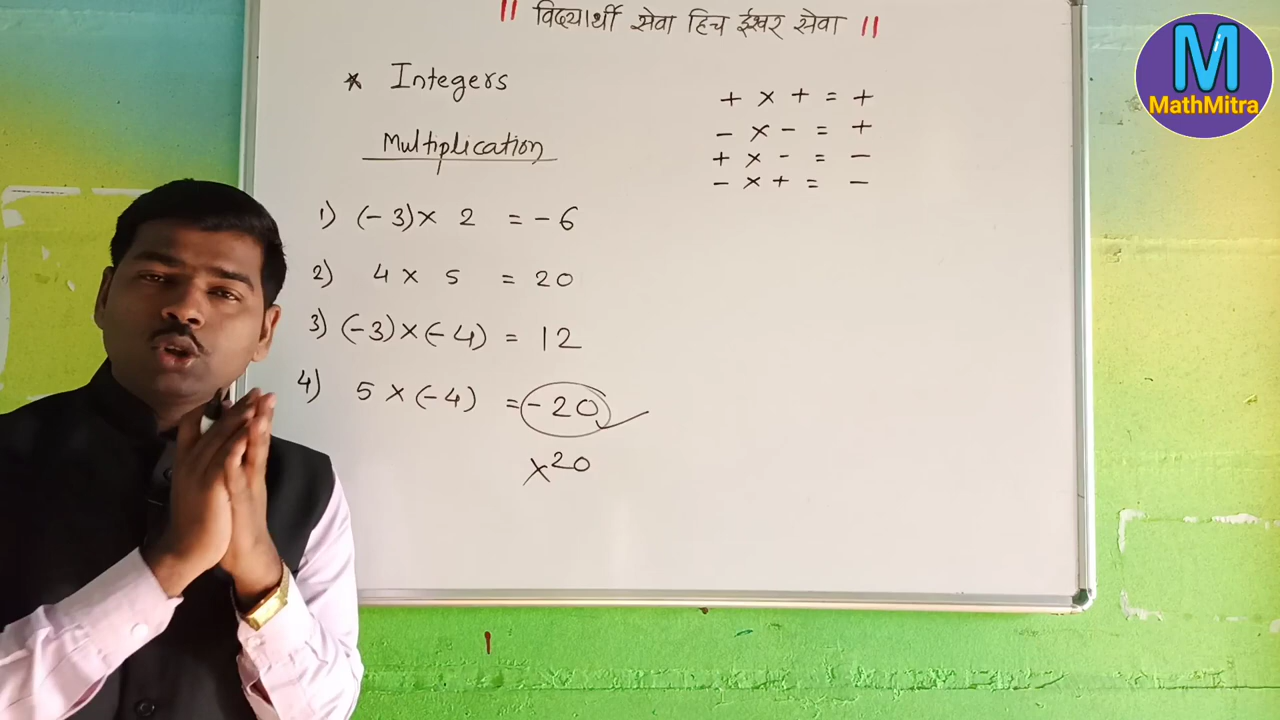 || विद्यार्थी सेवा हिच ईश्वर सेवा ||
* Integers
Multiplication
1) (-3) × 2 = -6
2) 4 × 5 = 20
3) (-3) × (-4) = 12
4) 5 × (-4) = -20
×20
+ × + = +
- × - = +
+ × - = -
- × + = -
M
MathMitra